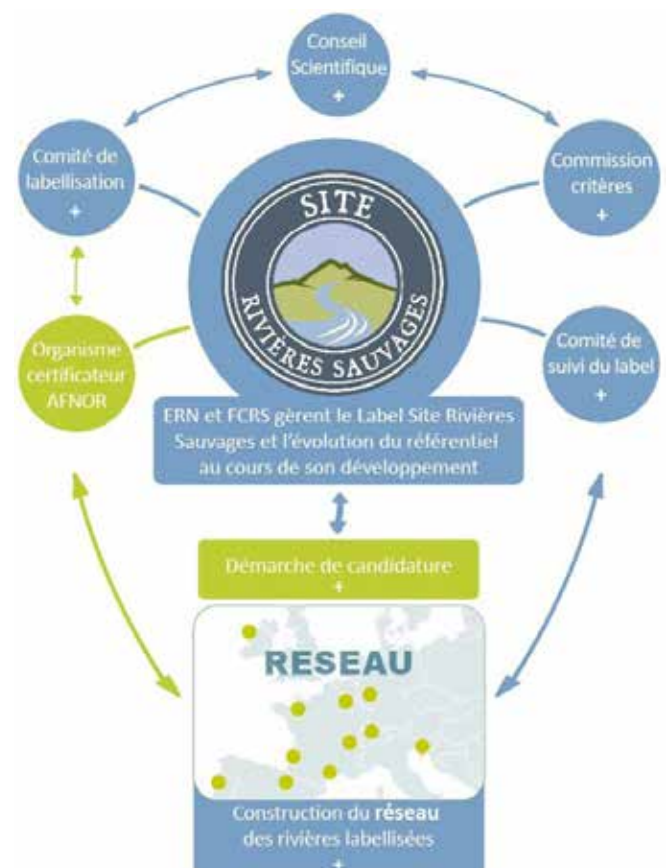 Conseil
Scientifique
+
Comité de
labellisation
+
Commission
critères
+
SITE
RIVIÈRES SAUVAGES
Organisme
certificateur
AFNOR
Comité de
suivi du label
+
ERN et FCRS gèrent le Label Site Rivières
Sauvages et l'évolution du référentiel
au cours de son développement
Démarche de candidature
+
RESEAU
Construction du réseau
des rivières labellisées
+